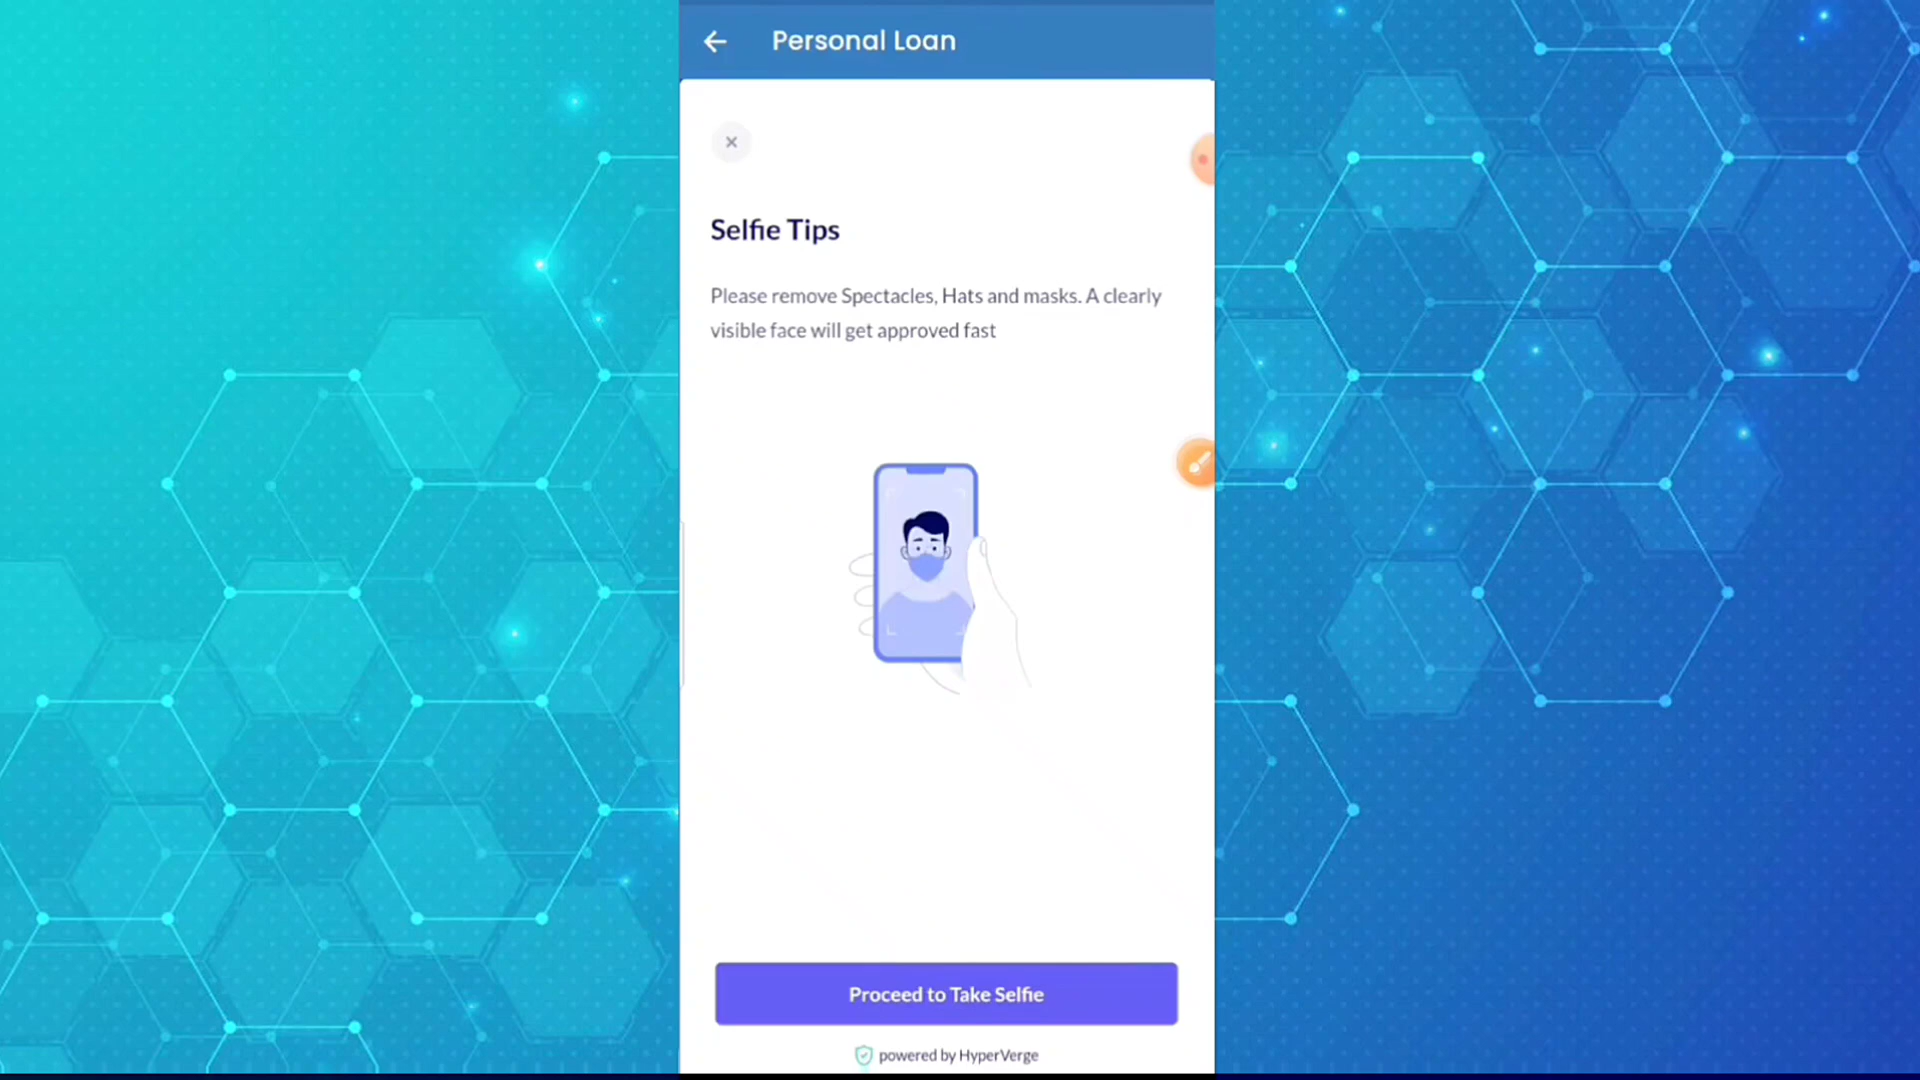 Personal Loan
Selfie Tips
Please remove Spectacles, Hats and masks. A clearly
visible face will get approved fast
Proceed to Take Selfie
powered by HyperVerge